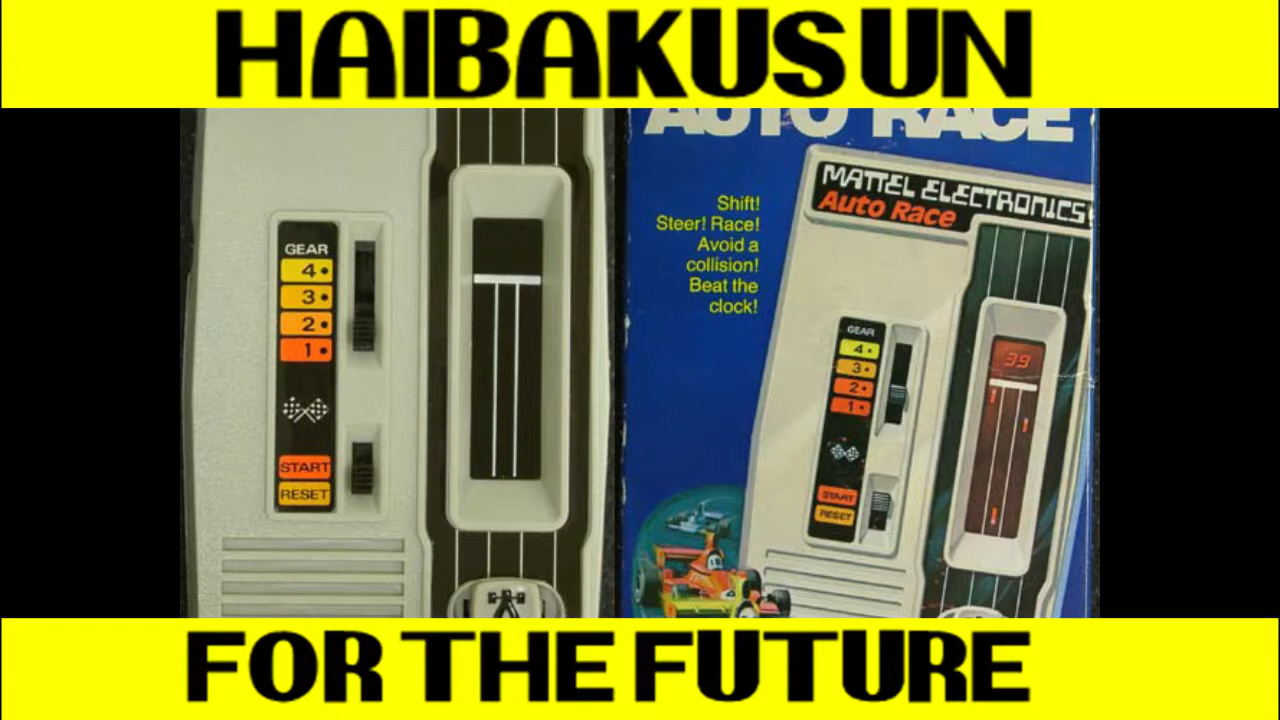 HAIBAKUSUN
AUTO RACE
MATTEL ELECTRONICS
Auto Race
Shift!
Steer! Race!
Avoid a
collision!
Beat the
clock!
GEAR
4
3
2
1
START
RESET
GEAR
4
3
2
1
START
RESET
39
FOR THE FUTURE